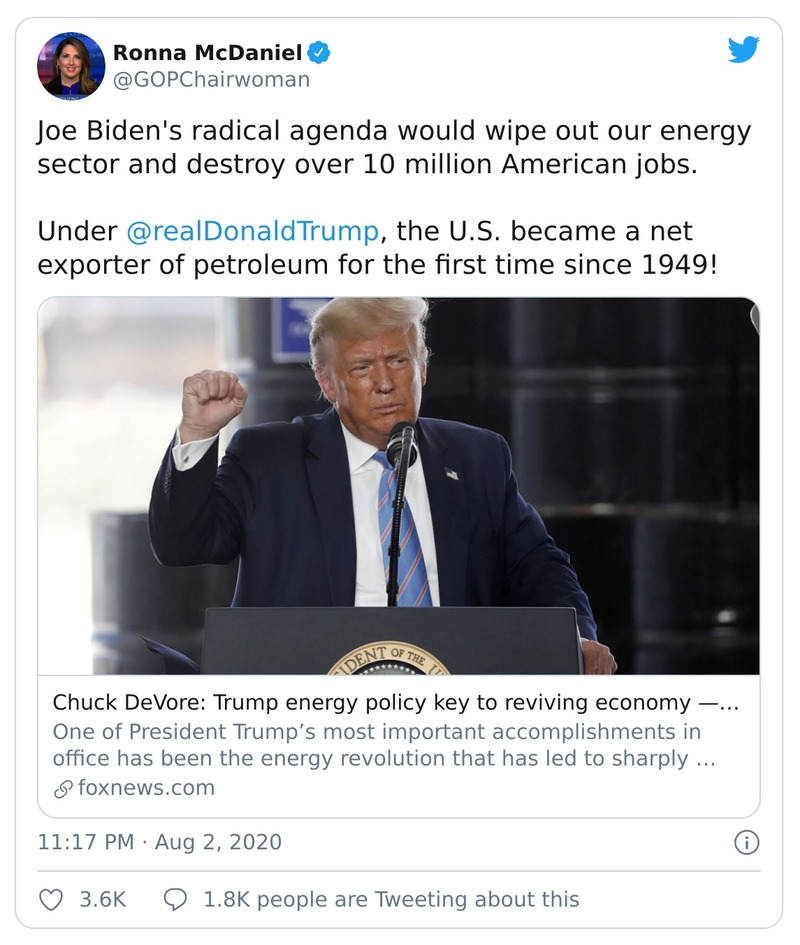 Ronna McDaniel
@GOPChairwoman
Joe Biden's radical agenda would wipe out our energy
sector and destroy over 10 million American jobs.
Under @realDonaldTrump, the U.S. became a net
exporter of petroleum for the first time since 1949!
IDENT OF THE U
Chuck DeVore: Trump energy policy key to reviving economy —...
One of President Trump’s most important accomplishments in
office has been the energy revolution that has led to sharply ...
foxnews.com
11:17 PM · Aug 2, 2020
3.6K
1.8K people are Tweeting about this